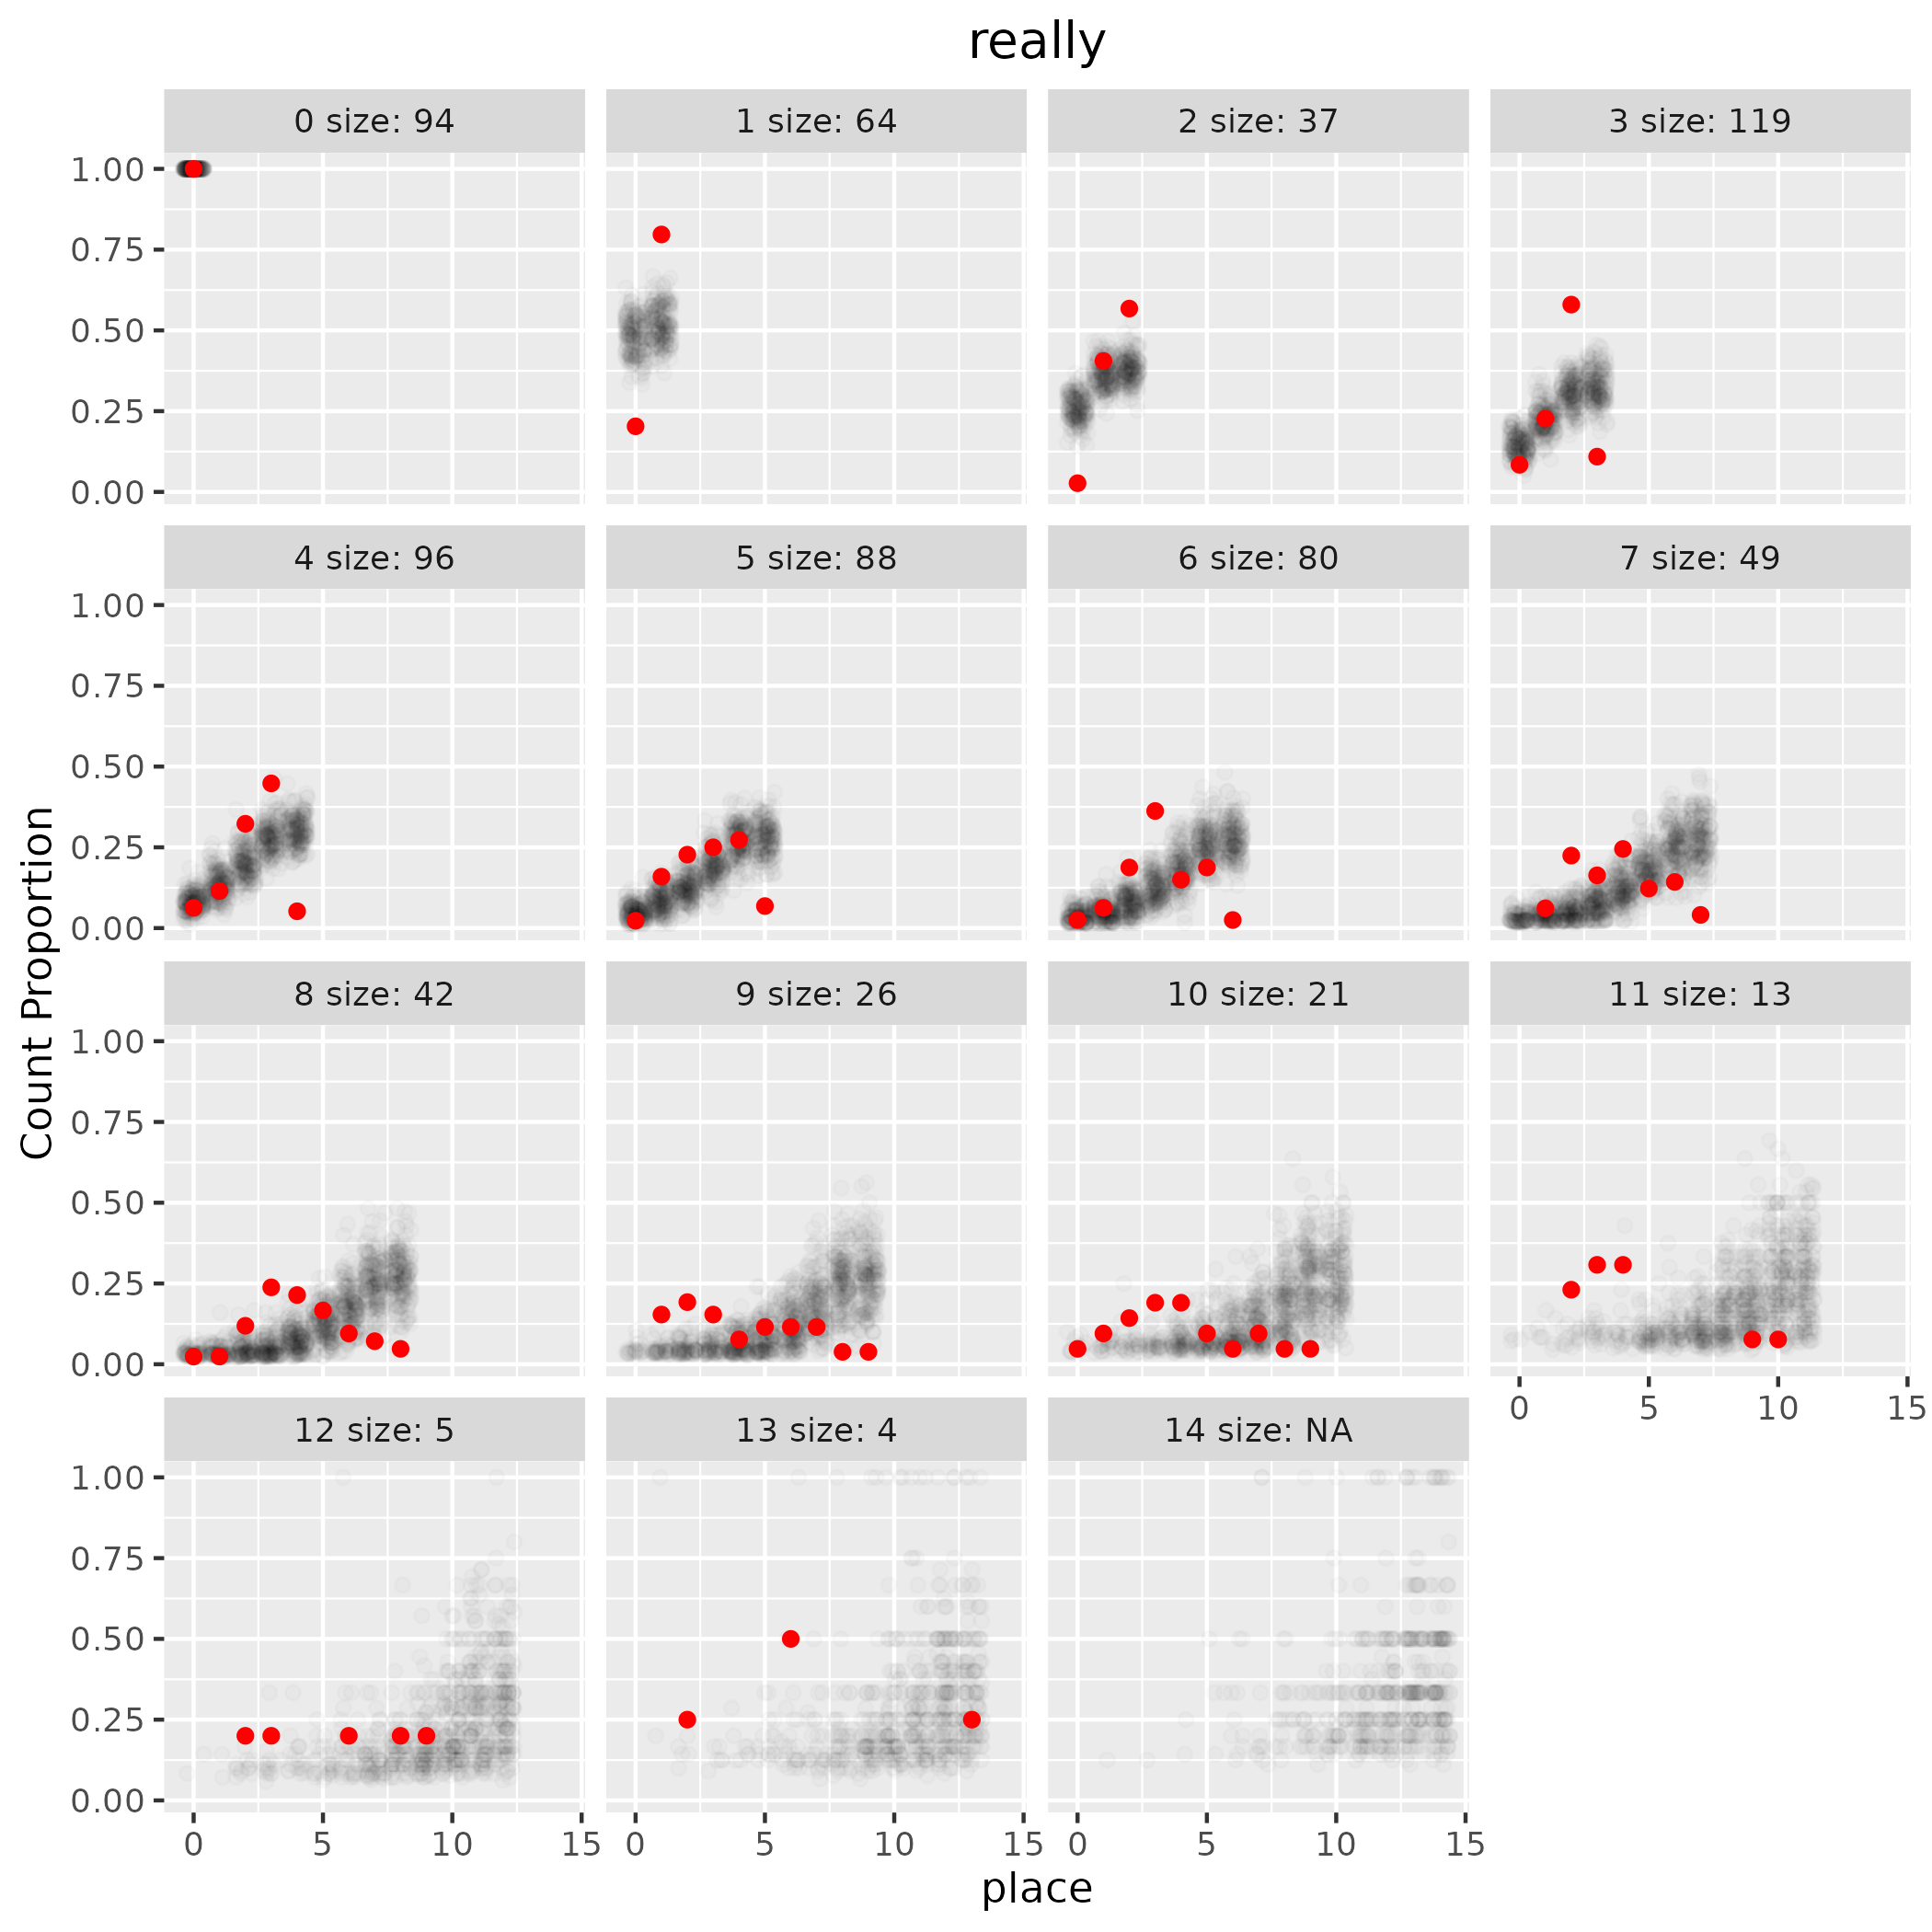 really
0 size: 94
1 size: 64
2 size: 37
3 size: 119
1.00
0.75
0.50
0.25
0.00
4 size: 96
5 size: 88
6 size: 80
7 size: 49
1.00
0.75
0.50
0.25
0.00
Count Proportion
8 size: 42
9 size: 26
10 size: 21
11 size: 13
1.00
0.75
0.50
0.25
0.00
0 5 10 15
12 size: 5
13 size: 4
14 size: NA
1.00
0.75
0.50
0.25
0.00
0 5 10 15
0 5 10 15
0 5 10 15
place